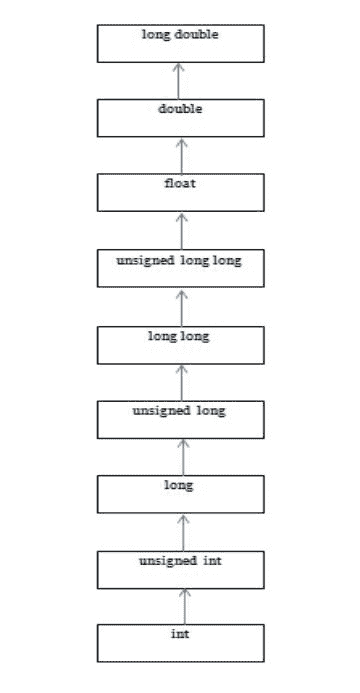 long double
double
float
unsigned long long
long long
unsigned long
long
unsigned int
int